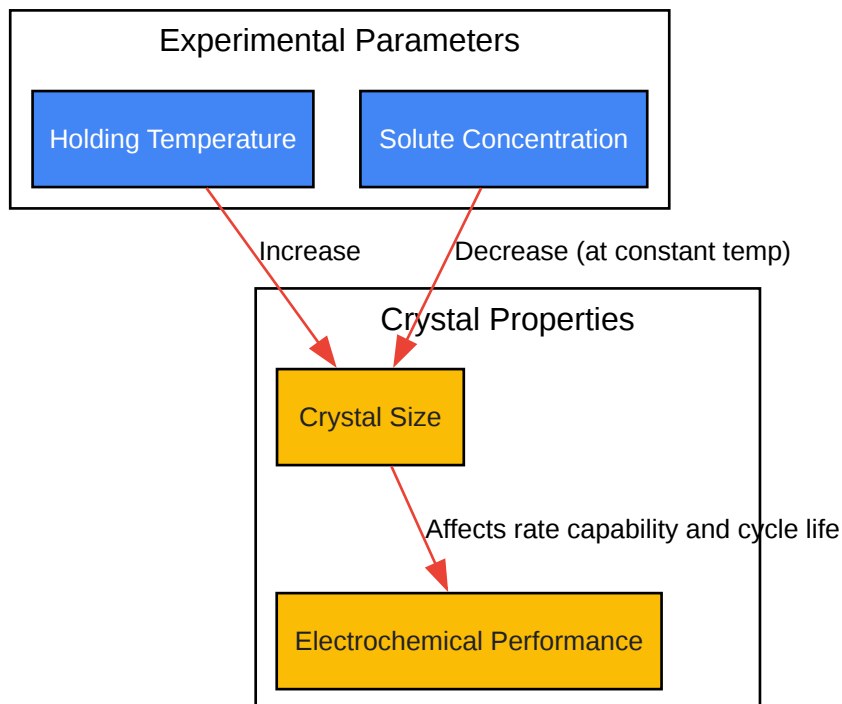 Experimental Parameters
Holding Temperature
Solute Concentration
Increase
Decrease (at constant temp)
Crystal Properties
Crystal Size
Affects rate capability and cycle life
Electrochemical Performance